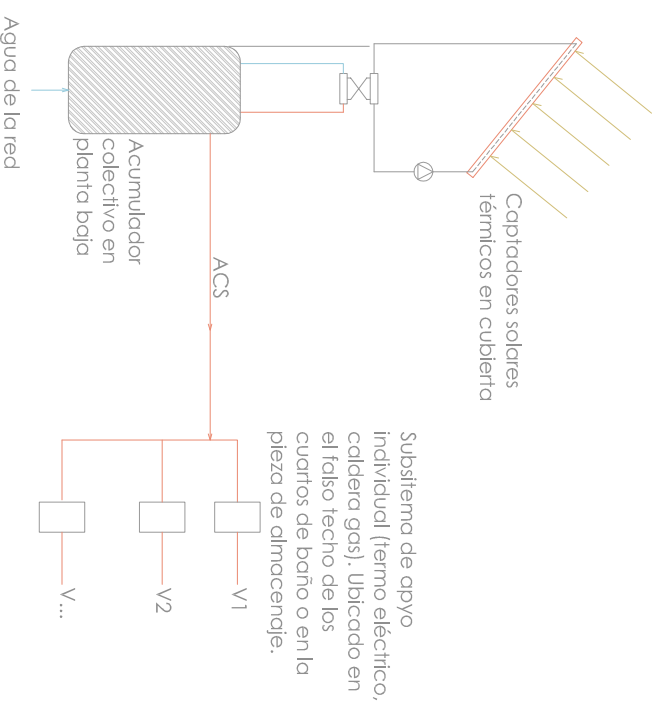 Agua de la red
Acumulador
colectivo en
planta baja
ACS
Captadores solares
térmicos en cubierta
Subsitema de apoyo
individual (termo eléctrico,
caldera gas). Ubicado en
el falso techo de los
cuartos de baño o en la
pieza de almacenaje.
V1
V2
V...